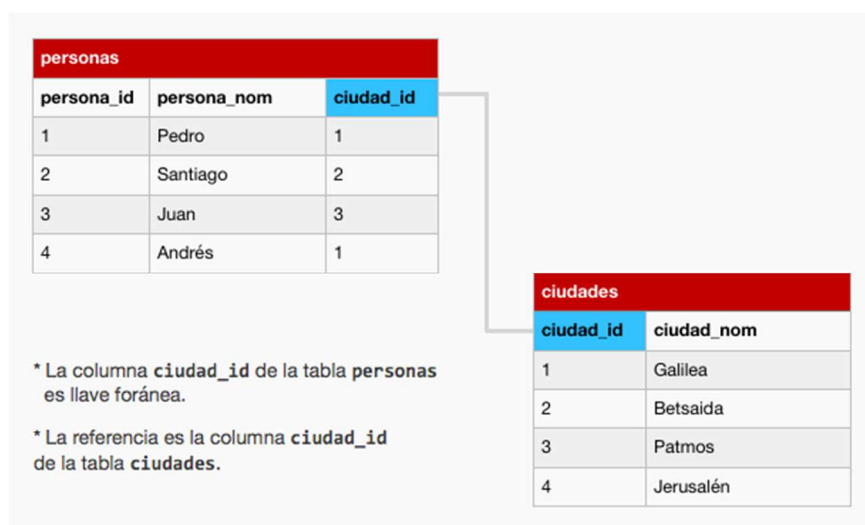 personas
persona_id persona_nom ciudad_id
1 Pedro 1
2 Santiago 2
3 Juan 3
4 Andrés 1
ciudades
ciudad_id ciudad_nom
1 Galilea
2 Betsaida
3 Patmos
4 Jerusalén
* La columna ciudad_id de la tabla personas
es llave foránea.
* La referencia es la columna ciudad_id
de la tabla ciudades.